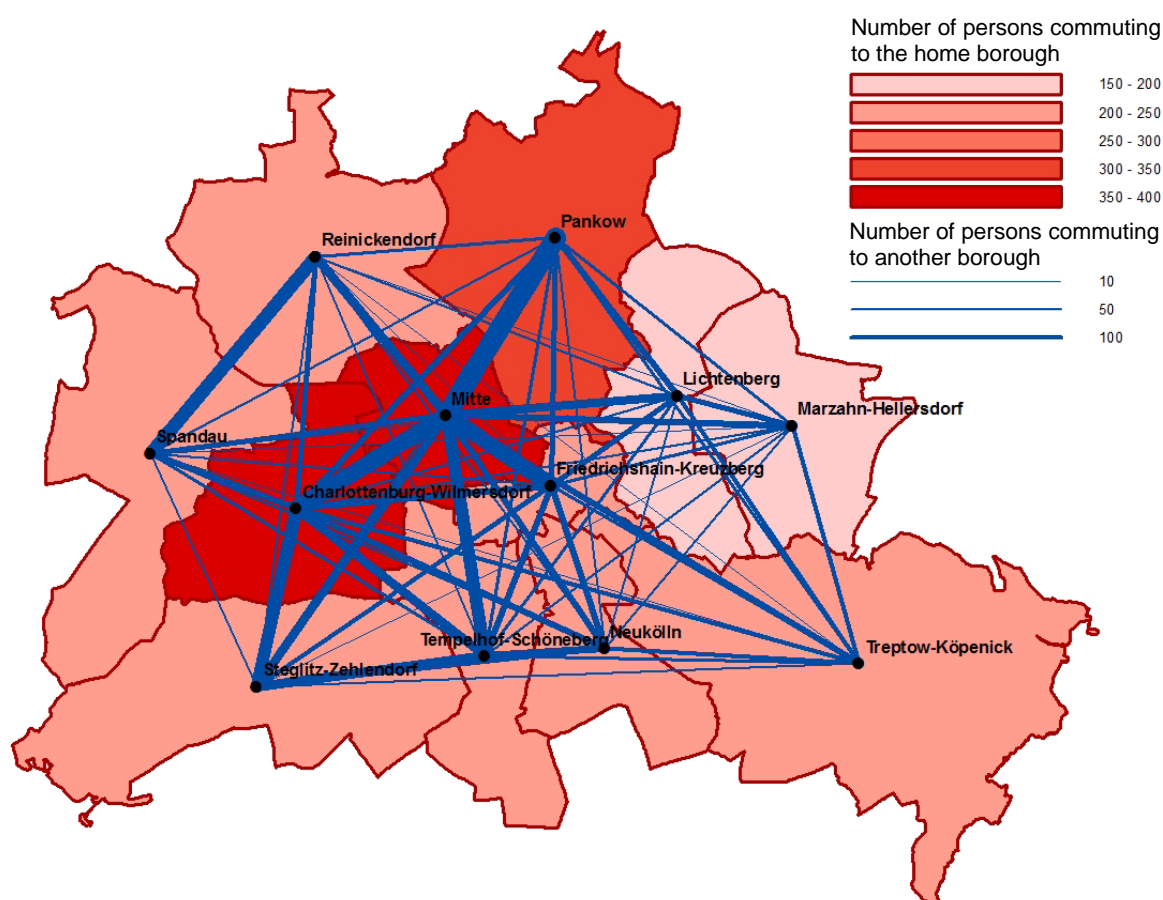 Number of persons commuting
to the home borough
150 - 200
200 - 250
250 - 300
300 - 350
350 - 400
Number of persons commuting
to another borough
10
50
100
Pankow
Reinickendorf
Lichtenberg
Mitte
Marzahn-Hellersdorf
Spandau
Friedrichshain-Kreuzberg
Charlottenburg-Wilmersdorf
Neukölln
Tempelhof-Schöneberg
Treptow-Köpenick
Steglitz-Zehlendorf